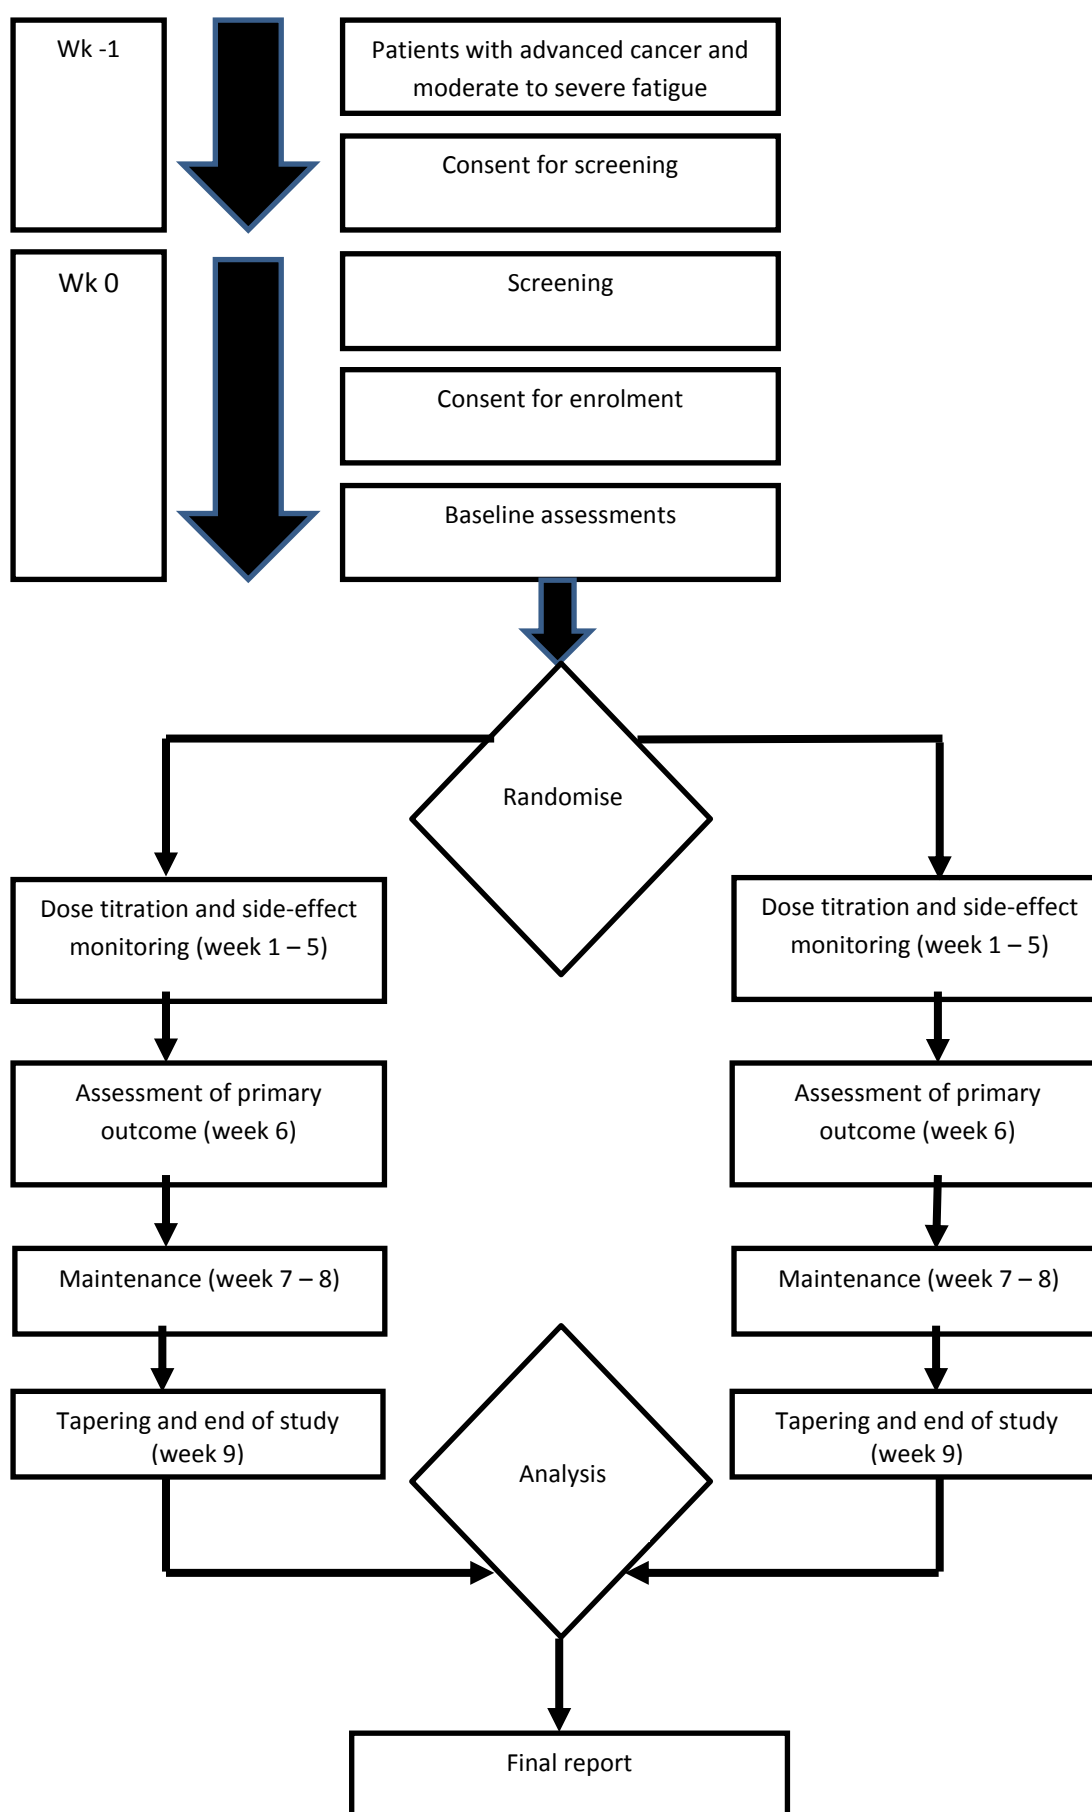 Wk -1
Patients with advanced cancer and
moderate to severe fatigue
Consent for screening
Wk 0
Screening
Consent for enrolment
Baseline assessments
Randomise
Dose titration and side-effect
monitoring (week 1 – 5)
Dose titration and side-effect
monitoring (week 1 – 5)
Assessment of primary
outcome (week 6)
Assessment of primary
outcome (week 6)
Maintenance (week 7 – 8)
Maintenance (week 7 – 8)
Tapering and end of study
(week 9)
Tapering and end of study
(week 9)
Analysis
Final report